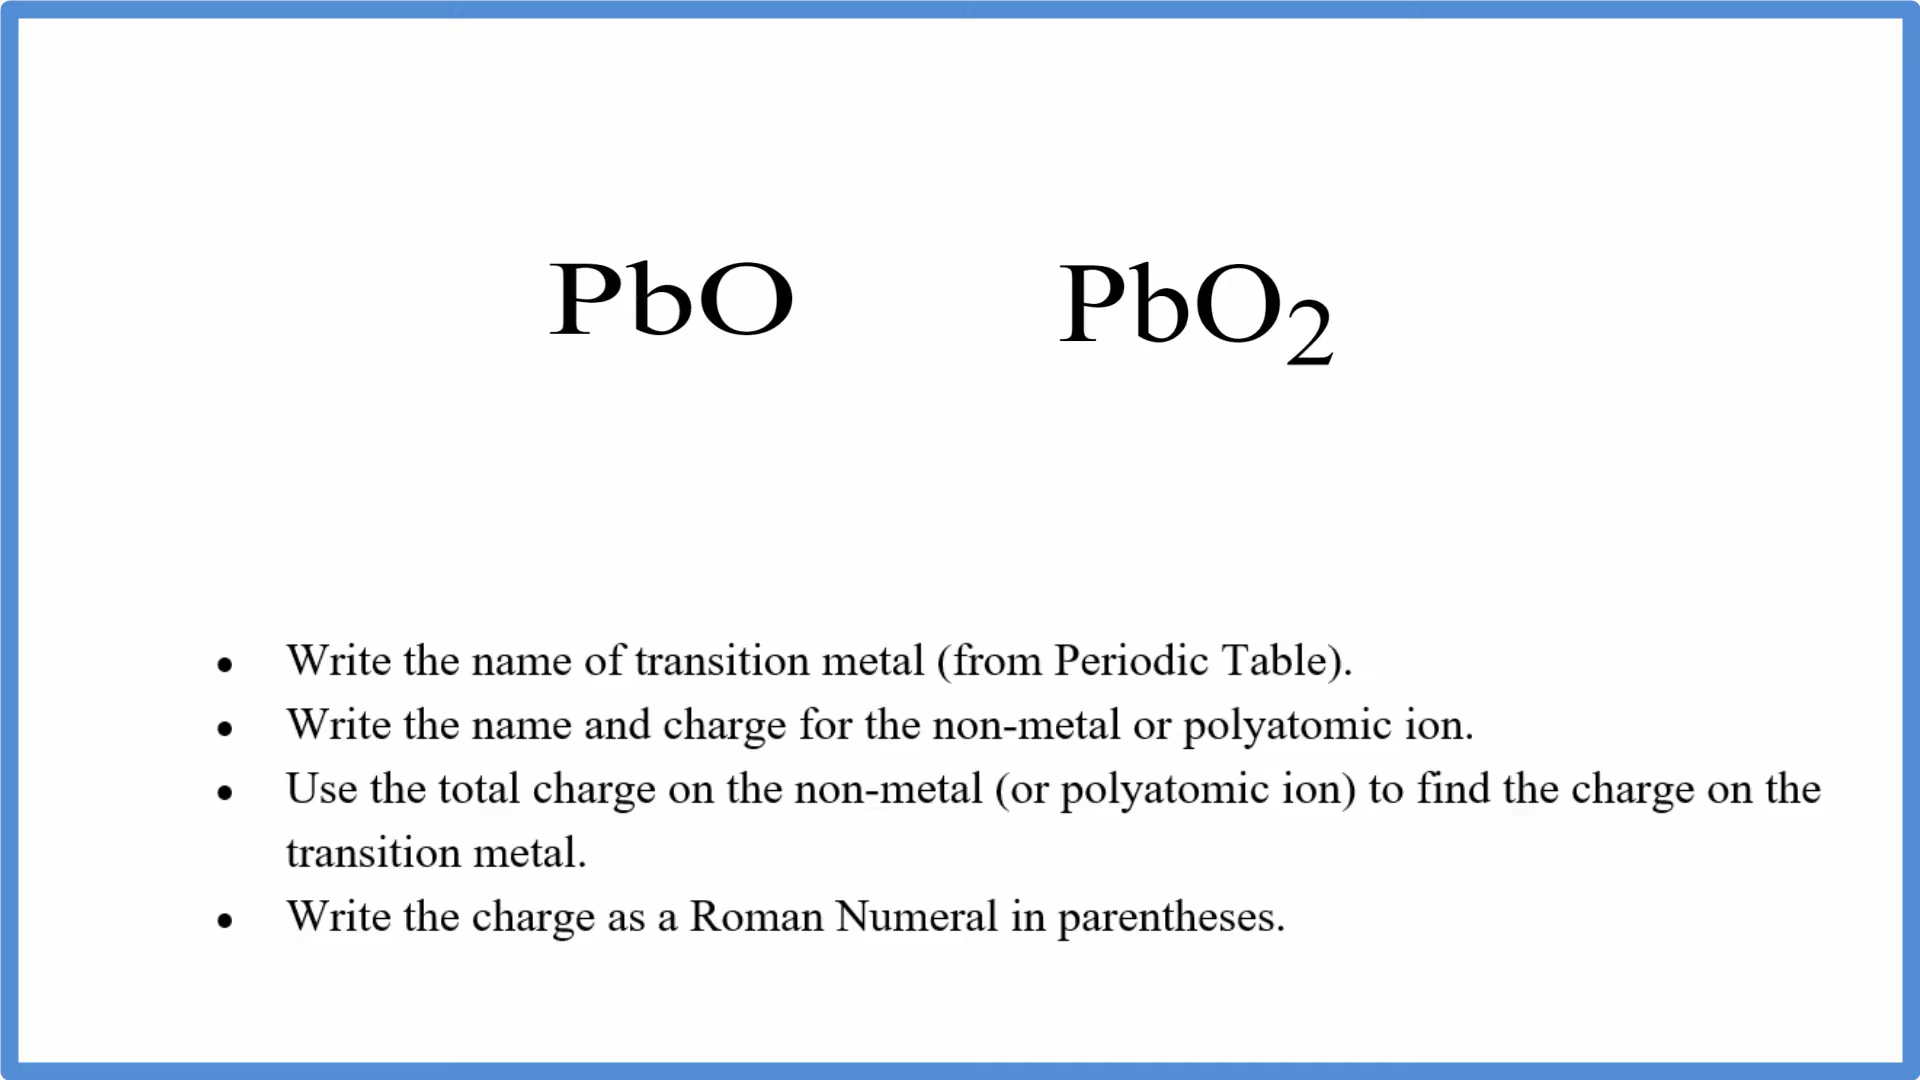 PbO PbO₂
• Write the name of transition metal (from Periodic Table).
• Write the name and charge for the non-metal or polyatomic ion.
• Use the total charge on the non-metal (or polyatomic ion) to find the charge on the
transition metal.
• Write the charge as a Roman Numeral in parentheses.